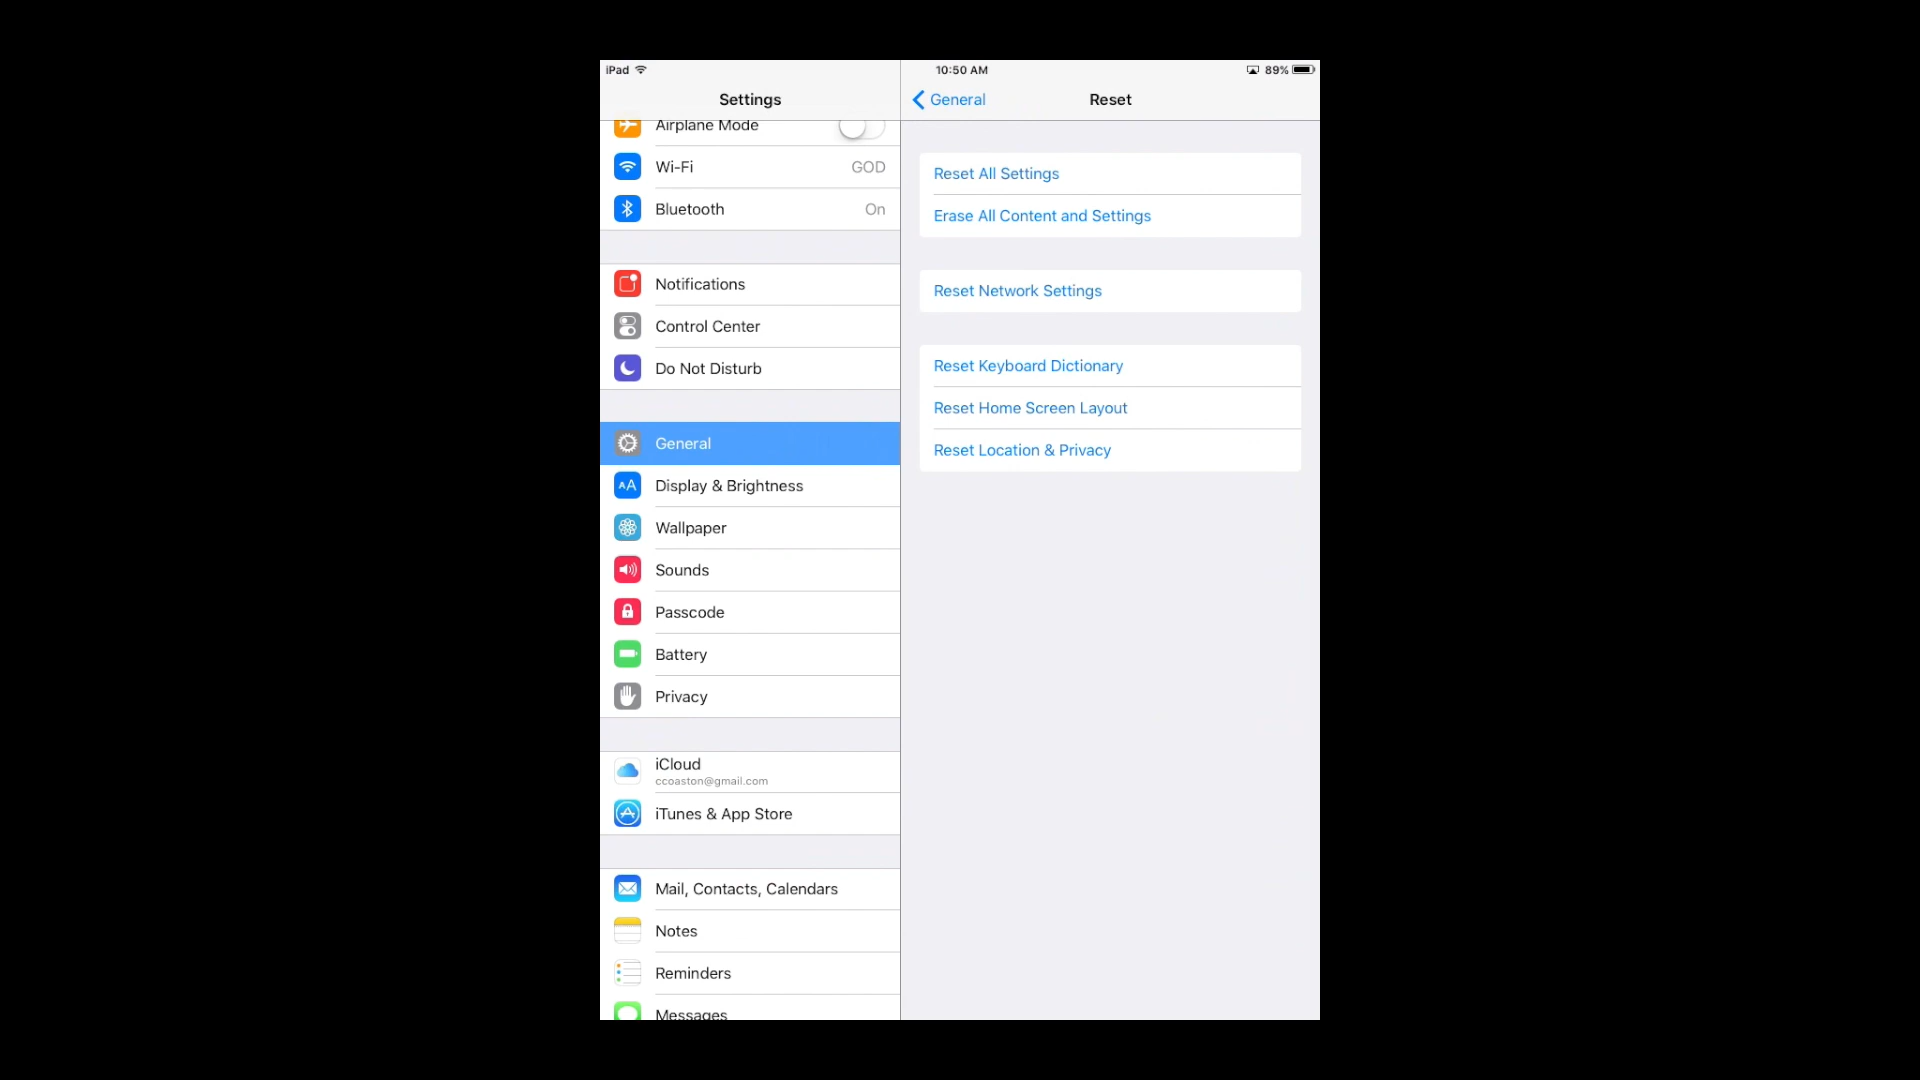 iPad
10:50 AM
89%
Settings
General
Reset
Airplane Mode
Wi-Fi
GOD
Bluetooth
On
Notifications
Control Center
Do Not Disturb
General
AA Display & Brightness
Wallpaper
Sounds
Passcode
Battery
Privacy
iCloud
ccoaston@gmail.com
iTunes & App Store
Mail, Contacts, Calendars
Notes
Reminders
Messages
Reset All Settings
Erase All Content and Settings
Reset Network Settings
Reset Keyboard Dictionary
Reset Home Screen Layout
Reset Location & Privacy